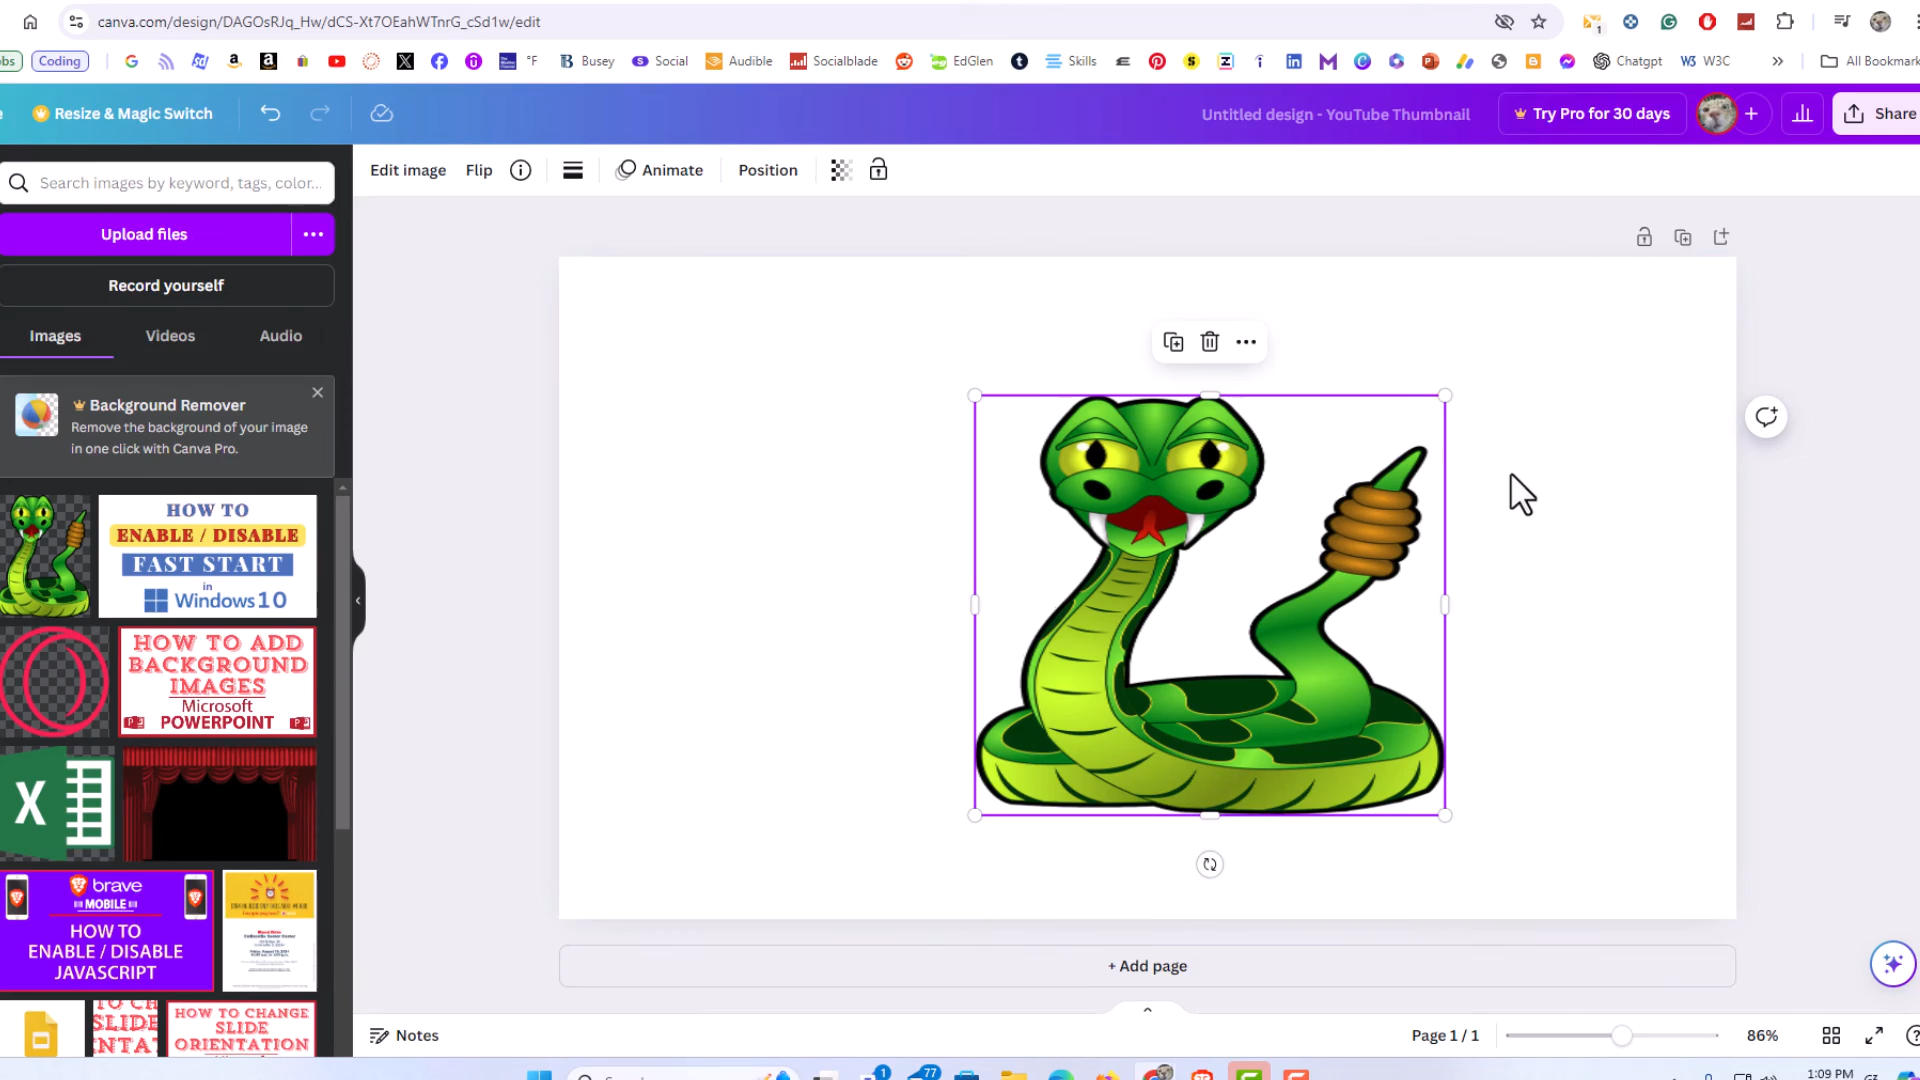 canva.com/design/DAGOsRJq_Hw/dCS-Xt7OEahWTnrG_cSd1w/edit
1
Coding
°F
Busey
Social
Audible
Socialblade
EdGlen
Skills
Chatgpt
W3C
All Bookmark
Resize & Magic Switch
Untitled design - YouTube Thumbnail
Try Pro for 30 days
Share
Search images by keyword, tags, color...
Edit image
Flip
Animate
Position
Upload files
Record yourself
Images
Videos
Audio
Background Remover
Remove the background of your image
in one click with Canva Pro.
HOW TO
ENABLE / DISABLE
FAST START
in
Windows 10
HOW TO ADD
BACKGROUND
IMAGES
Microsoft
POWERPOINT
X
brave
MOBILE
HOW TO
ENABLE / DISABLE
JAVASCRIPT
HOW TO CHANGE
SLIDE
ORIENTATION
+ Add page
Notes
Page 1 / 1
86%
1
77
1:09 PM